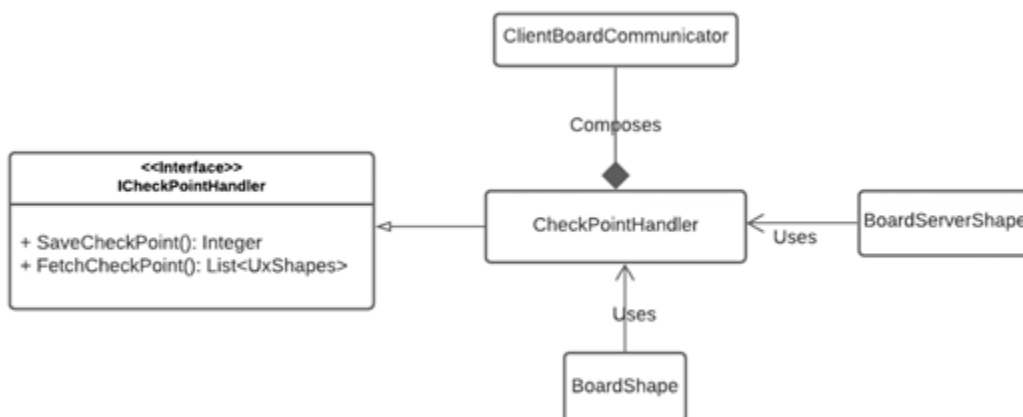 ClientBoardCommunicator
Composes
<<Interface>>
ICheckPointHandler
+ SaveCheckPoint(): Integer
+ FetchCheckPoint(): List<UxShapes>
CheckPointHandler
Uses
BoardServerShape
Uses
BoardShape